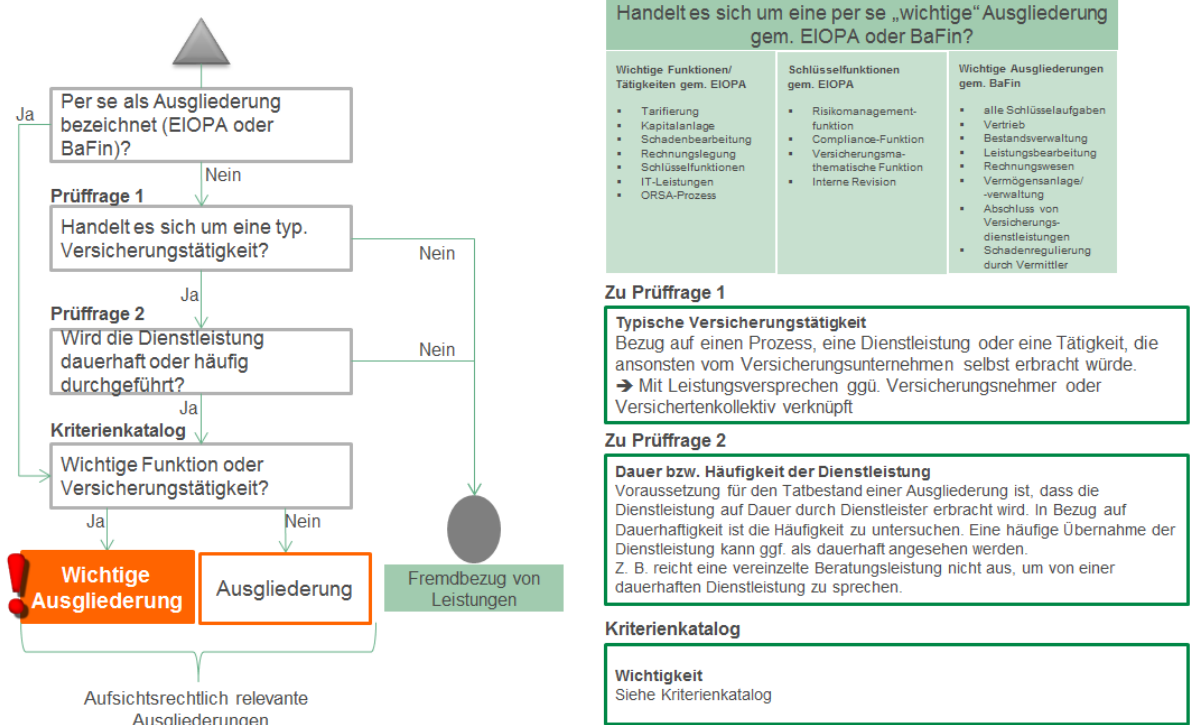 Per se als Ausgliederung
bezeichnet (EIOPA oder
BaFin)?
Ja
Nein
Prüffrage 1
Handelt es sich um eine typ.
Versicherungstätigkeit?
Nein
Ja
Prüffrage 2
Wird die Dienstleistung
dauerhaft oder häufig
durchgeführt?
Nein
Ja
Kriterienkatalog
Wichtige Funktion oder
Versicherungstätigkeit?
Ja
Nein
Wichtige
Ausgliederung
Ausgliederung
Fremdbezug von
Leistungen
Aufsichtsrechtlich relevante
Ausgliederungen
Handelt es sich um eine per se „wichtige“ Ausgliederung
gem. EIOPA oder BaFin?
Wichtige Funktionen/
Tätigkeiten gem. EIOPA
▪ Tarifierung
▪ Kapitalanlage
▪ Schadenbearbeitung
▪ Rechnungslegung
▪ Schlüsselfunktionen
▪ IT-Leistungen
▪ ORSA-Prozess
Schlüsselfunktionen
gem. EIOPA
▪ Risikomanagement-
funktion
▪ Compliance-Funktion
▪ Versicherungsma-
thematische Funktion
▪ Interne Revision
Wichtige Ausgliederungen
gem. BaFin
▪ alle Schlüsselaufgaben
▪ Vertrieb
▪ Bestandsverwaltung
▪ Leistungsbearbeitung
▪ Rechnungswesen
▪ Vermögensanlage/
-verwaltung
▪ Abschluss von
Versicherungs-
dienstleistungen
▪ Schadenregulierung
durch Vermittler
Zu Prüffrage 1
Typische Versicherungstätigkeit
Bezug auf einen Prozess, eine Dienstleistung oder eine Tätigkeit, die
ansonsten vom Versicherungsunternehmen selbst erbracht würde.
➔ Mit Leistungsversprechen ggü. Versicherungsnehmer oder
Versichertenkollektiv verknüpft
Zu Prüffrage 2
Dauer bzw. Häufigkeit der Dienstleistung
Voraussetzung für den Tatbestand einer Ausgliederung ist, dass die
Dienstleistung auf Dauer durch Dienstleister erbracht wird. In Bezug auf
Dauerhaftigkeit ist die Häufigkeit zu untersuchen. Eine häufige Übernahme der
Dienstleistung kann ggf. als dauerhaft angesehen werden.
Z. B. reicht eine vereinzelte Beratungsleistung nicht aus, um von einer
dauerhaften Dienstleistung zu sprechen.
Kriterienkatalog
Wichtigkeit
Siehe Kriterienkatalog